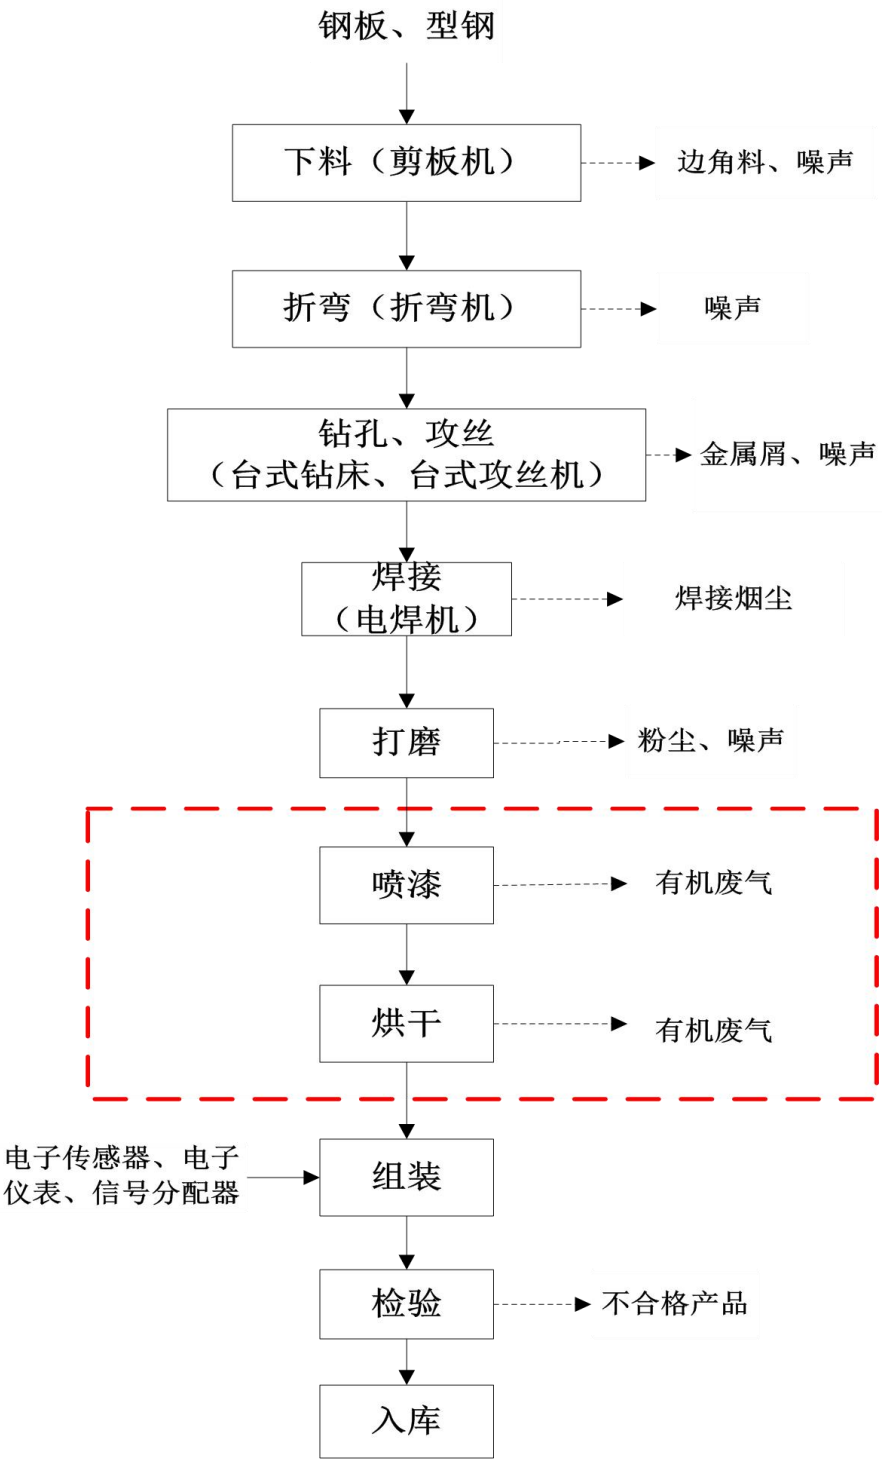 钢板、型钢
下料（剪板机）
边角料、噪声
折弯（折弯机）
噪声
钻孔、攻丝
（台式钻床、台式攻丝机）
金属屑、噪声
焊接
（电焊机）
焊接烟尘
打磨
粉尘、噪声
喷漆
有机废气
烘干
有机废气
电子传感器、电子
仪表、信号分配器
组装
检验
不合格产品
入库